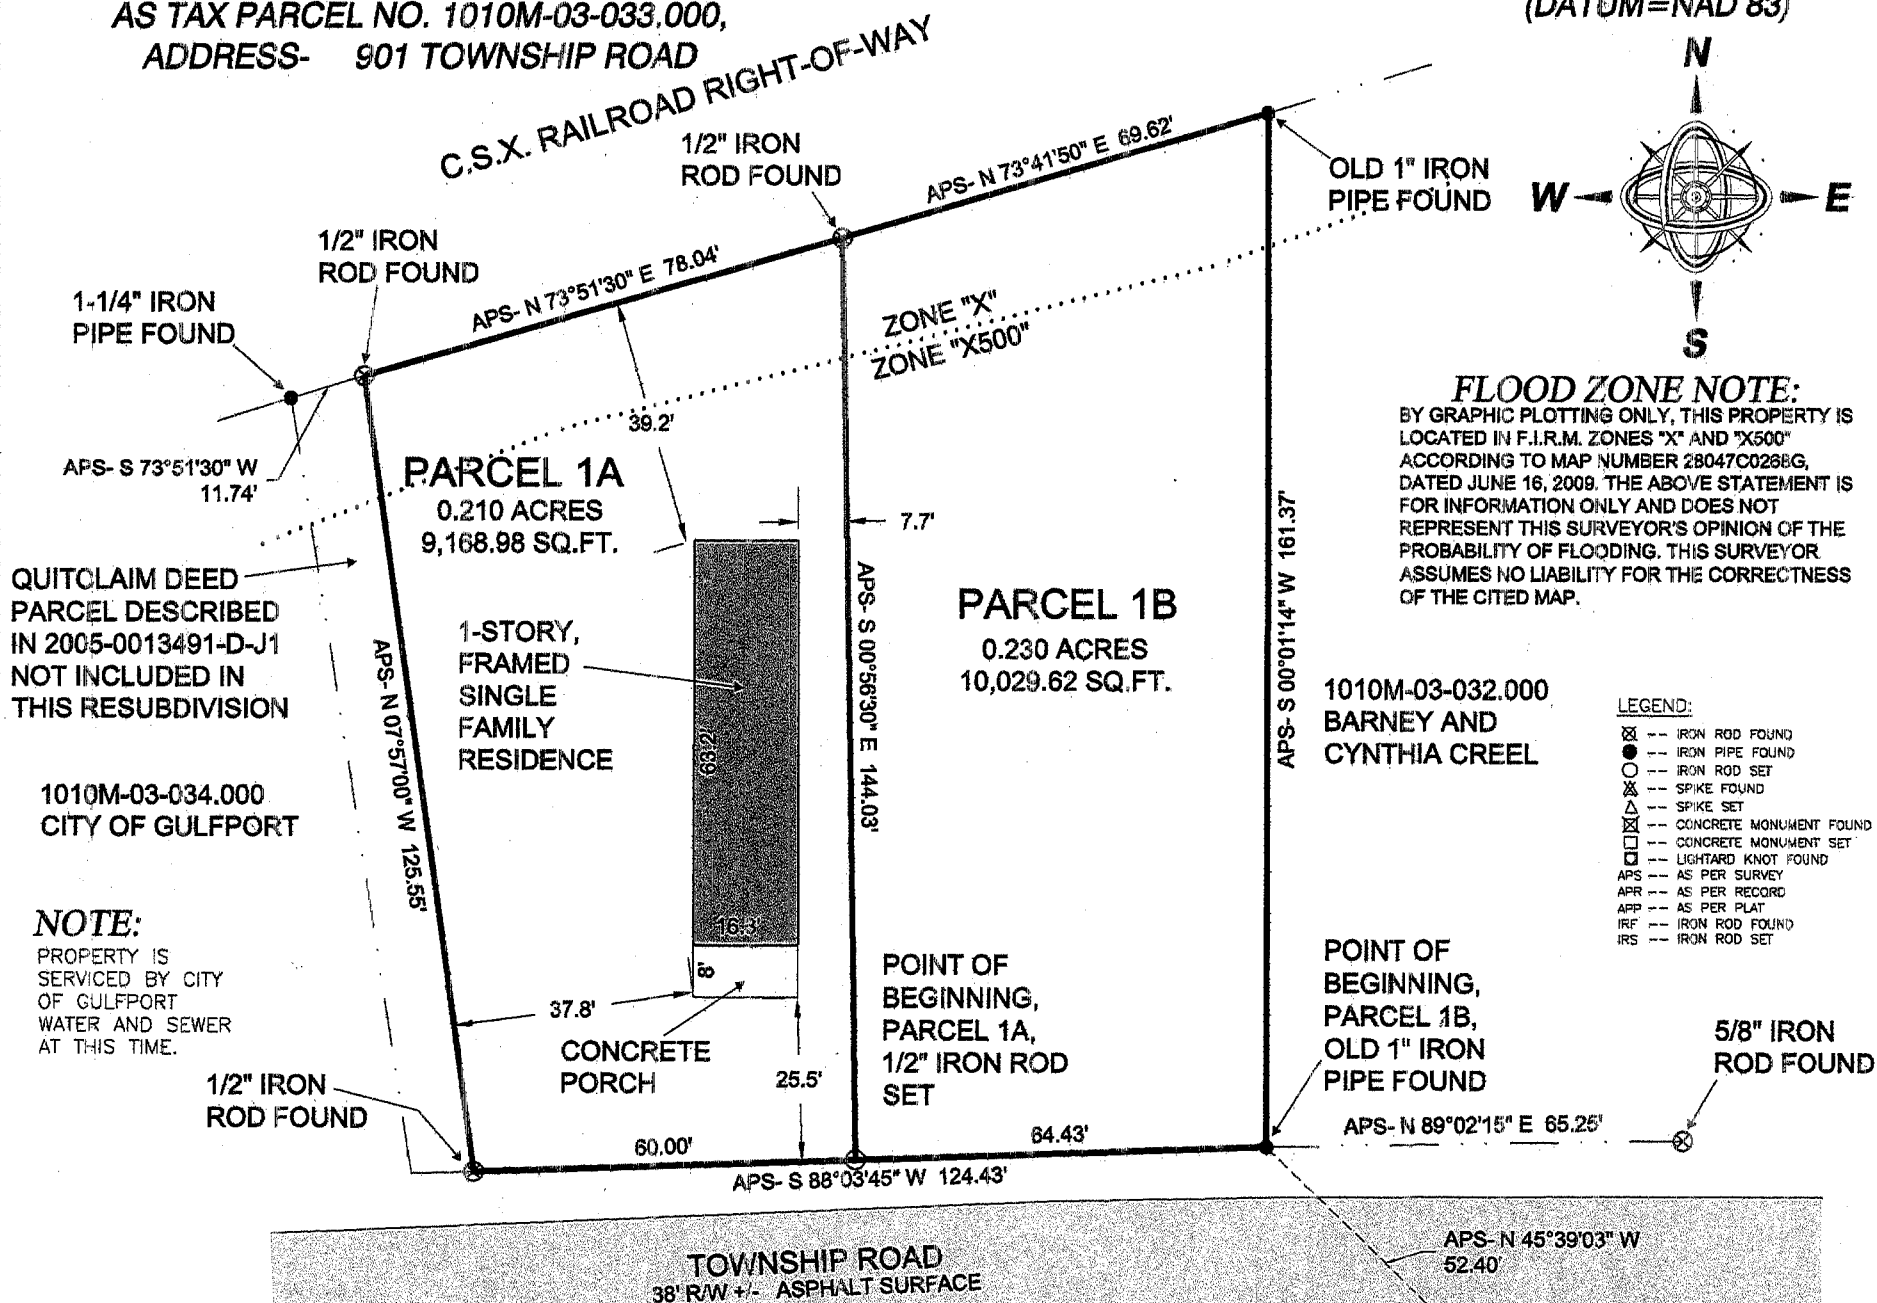 AS TAX PARCEL NO. 1010M-03-033.000,
ADDRESS- 901 TOWNSHIP ROAD
(DATUM=NAD 83)
N
W
E
S
C.S.X. RAILROAD RIGHT-OF-WAY
1/2" IRON
ROD FOUND
APS- N 73°41'50" E 69.62'
OLD 1" IRON
PIPE FOUND
1/2" IRON
ROD FOUND
APS- N 73°51'30" E 78.04'
1-1/4" IRON
PIPE FOUND
ZONE "X"
ZONE "X500"
39.2'
APS- S 73°51'30" W
11.74'
FLOOD ZONE NOTE:
BY GRAPHIC PLOTTING ONLY, THIS PROPERTY IS
LOCATED IN F.I.R.M. ZONES "X" AND "X500"
ACCORDING TO MAP NUMBER 28047C0268G,
DATED JUNE 16, 2009. THE ABOVE STATEMENT IS
FOR INFORMATION ONLY AND DOES NOT
REPRESENT THIS SURVEYOR'S OPINION OF THE
PROBABILITY OF FLOODING. THIS SURVEYOR
ASSUMES NO LIABILITY FOR THE CORRECTNESS
OF THE CITED MAP.
PARCEL 1A
0.210 ACRES
9,168.98 SQ.FT.
7.7'
QUITCLAIM DEED
PARCEL DESCRIBED
IN 2005-0013491-D-J1
NOT INCLUDED IN
THIS RESUBDIVISION
1-STORY,
FRAMED
SINGLE
FAMILY
RESIDENCE
63.2'
16.3'
8'
APS- N 07°57'00" W 125.55'
APS- S 00°56'30" E 144.03'
PARCEL 1B
0.230 ACRES
10,029.62 SQ.FT.
APS- S 00°01'14" W 161.37'
1010M-03-032.000
BARNEY AND
CYNTHIA CREEL
LEGEND:
-- IRON ROD FOUND
-- IRON PIPE FOUND
-- IRON ROD SET
-- SPIKE FOUND
-- SPIKE SET
-- CONCRETE MONUMENT FOUND
-- CONCRETE MONUMENT SET
-- LIGHTARD KNOT FOUND
APS -- AS PER SURVEY
APR -- AS PER RECORD
APP -- AS PER PLAT
IRF -- IRON ROD FOUND
IRS -- IRON ROD SET
1010M-03-034.000
CITY OF GULFPORT
NOTE:
PROPERTY IS
SERVICED BY CITY
OF GULFPORT
WATER AND SEWER
AT THIS TIME.
37.8'
CONCRETE
PORCH
25.5'
POINT OF
BEGINNING,
PARCEL 1A,
1/2" IRON ROD
SET
POINT OF
BEGINNING,
PARCEL 1B,
OLD 1" IRON
PIPE FOUND
5/8" IRON
ROD FOUND
1/2" IRON
ROD FOUND
APS- N 89°02'15" E 65.25'
60.00'
64.43'
APS- S 88°03'45" W 124.43'
TOWNSHIP ROAD
38' R/W +/- ASPHALT SURFACE
APS- N 45°39'03" W
52.40'